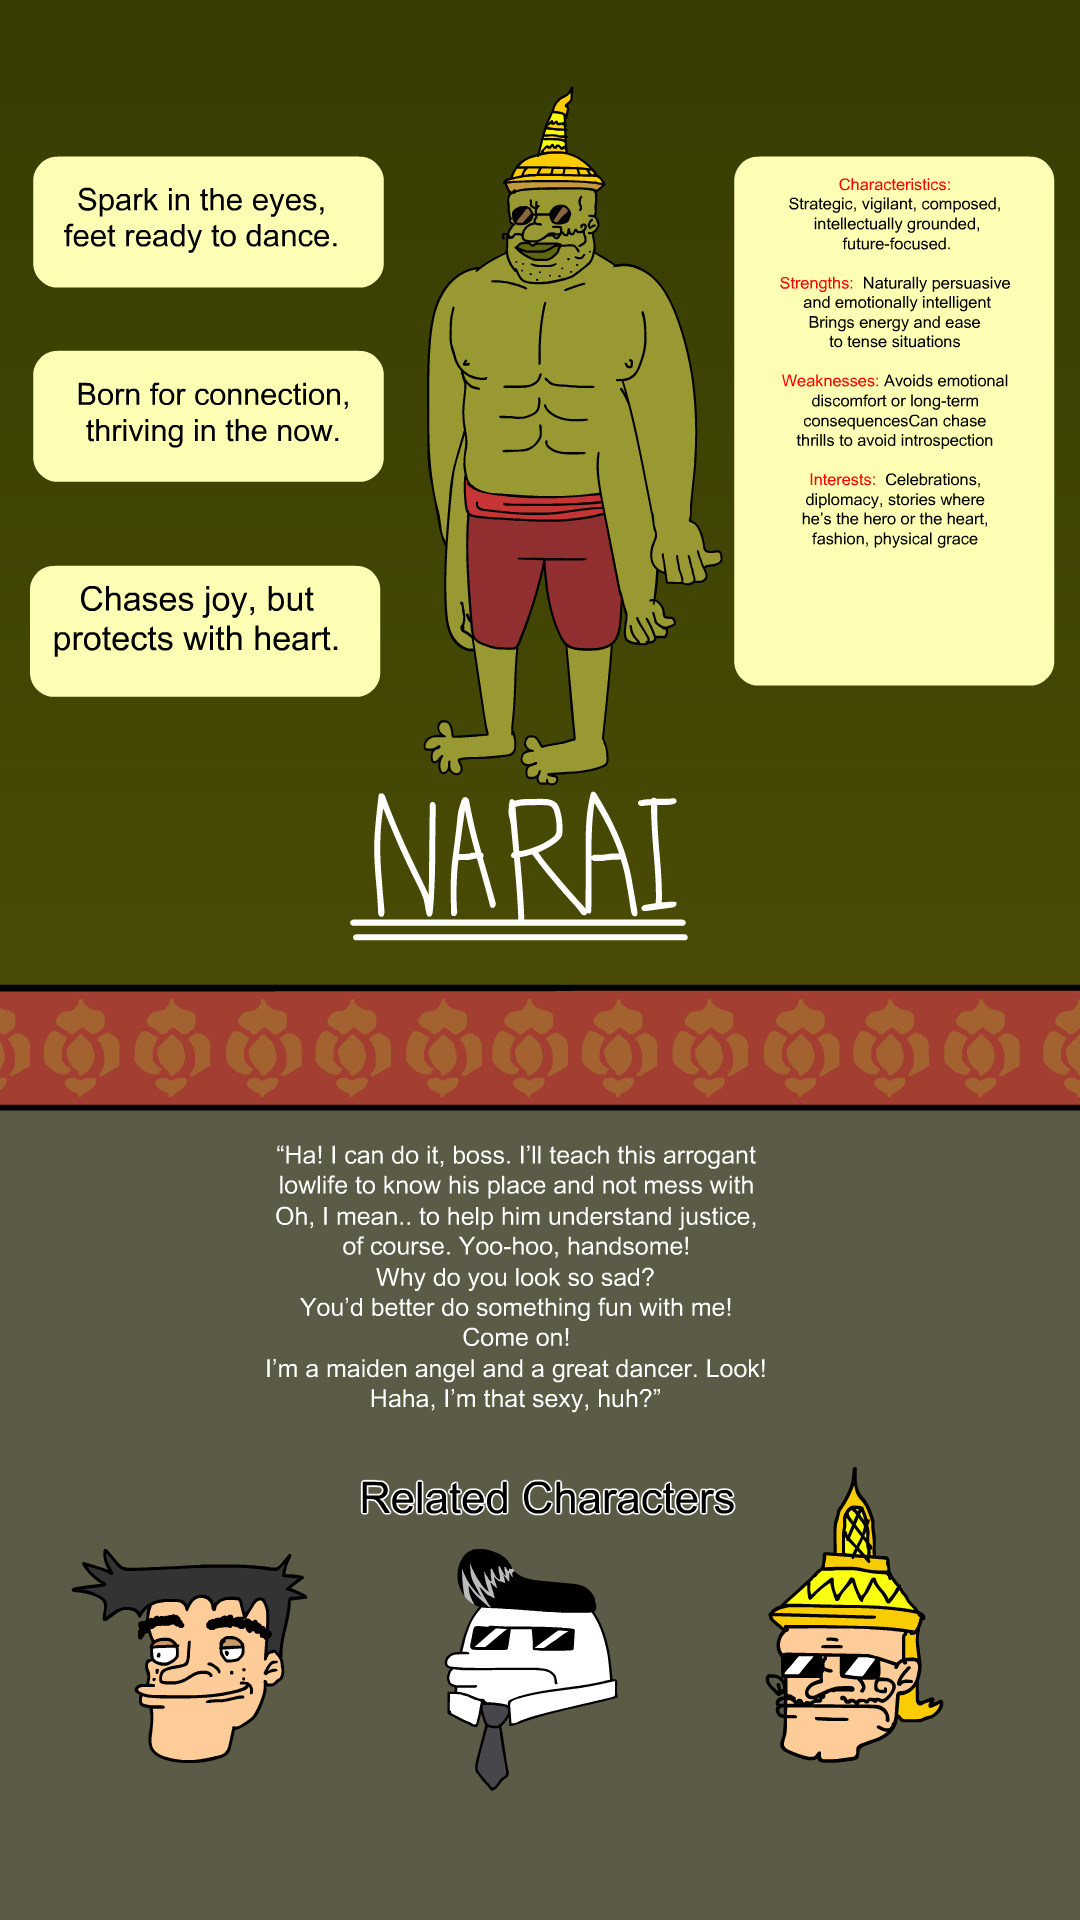 Spark in the eyes,
feet ready to dance.
Born for connection,
thriving in the now.
Chases joy, but
protects with heart.
Characteristics:
Strategic, vigilant, composed,
intellectually grounded,
future-focused.
Strengths:  Naturally persuasive
and emotionally intelligent
Brings energy and ease
to tense situations
Weaknesses: Avoids emotional
discomfort or long-term
consequencesCan chase
thrills to avoid introspection
Interests:  Celebrations,
diplomacy, stories where
he’s the hero or the heart,
fashion, physical grace
NARAI
“Ha! I can do it, boss. I’ll teach this arrogant
lowlife to know his place and not mess with
Oh, I mean.. to help him understand justice,
of course. Yoo-hoo, handsome!
Why do you look so sad?
You’d better do something fun with me!
Come on!
I’m a maiden angel and a great dancer. Look!
Haha, I’m that sexy, huh?”
Related Characters